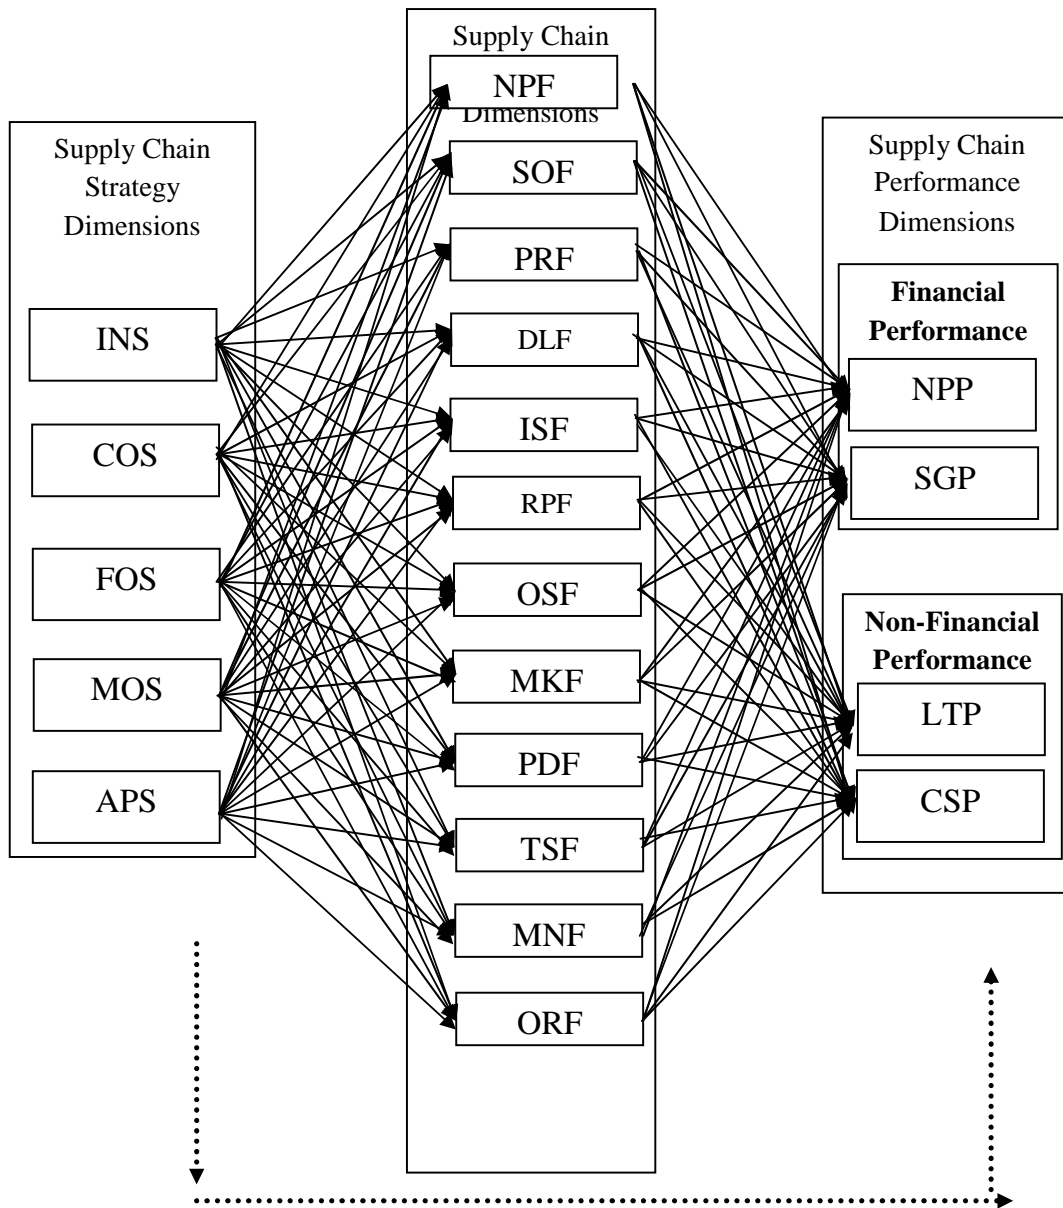 Supply Chain
Strategy
Dimensions
INS
COS
FOS
MOS
APS
Supply Chain
NPF
Dimensions
SOF
PRF
DLF
ISF
RPF
OSF
MKF
PDF
TSF
MNF
ORF
Supply Chain
Performance
Dimensions
Financial
Performance
NPP
SGP
Non-Financial
Performance
LTP
CSP